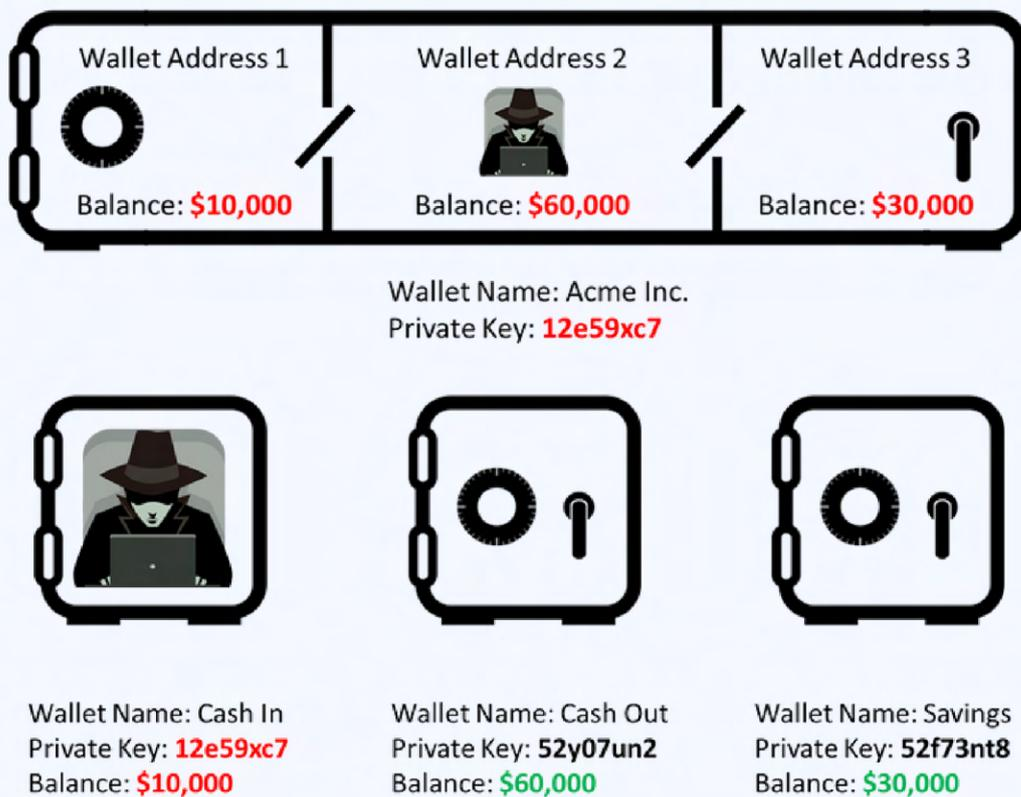 Wallet Address 1
Wallet Address 2
Wallet Address 3
Balance: $10,000
Balance: $60,000
Balance: $30,000
Wallet Name: Acme Inc.
Private Key: 12e59xc7
Wallet Name: Cash In
Private Key: 12e59xc7
Balance: $10,000
Wallet Name: Cash Out
Private Key: 52y07un2
Balance: $60,000
Wallet Name: Savings
Private Key: 52f73nt8
Balance: $30,000